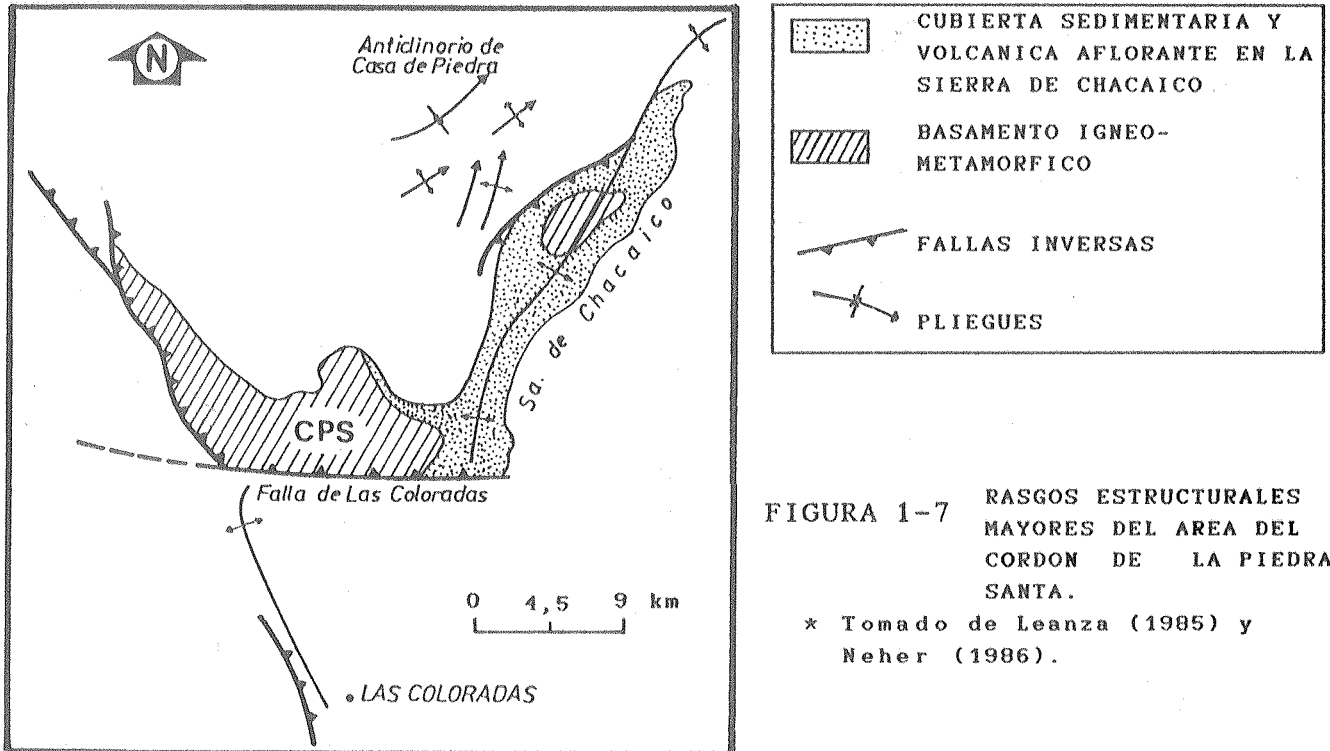 N
Anticlinorio de
Casa de Piedra
Sa. de Chacaico
CPS
Falla de Las Coloradas
0 4,5 9 km
LAS COLORADAS
CUBIERTA SEDIMENTARIA Y
VOLCANICA AFLORANTE EN LA
SIERRA DE CHACAICO
BASAMENTO IGNEO-
METAMORFICO
FALLAS INVERSAS
PLIEGUES
FIGURA 1-7 RASGOS ESTRUCTURALES
MAYORES DEL AREA DEL
CORDON DE LA PIEDRA
SANTA.
* Tomado de Leanza (1985) y
Neher (1986).